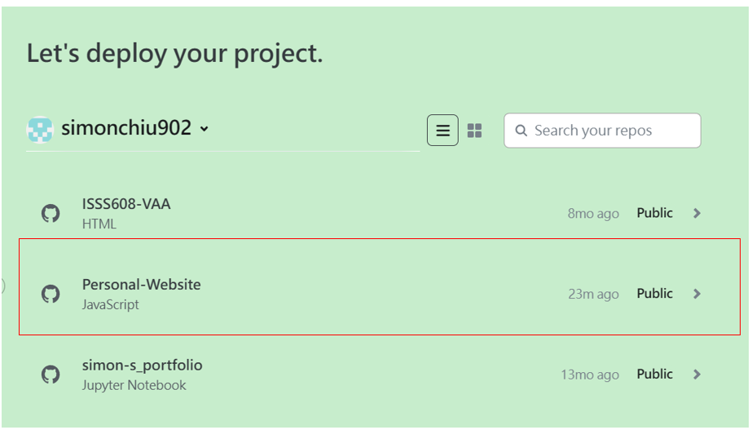 Let's deploy your project.
simonchiu902
Search your repos
ISSS608-VAA
HTML
8mo ago Public
Personal-Website
JavaScript
23m ago Public
simon-s_portfolio
Jupyter Notebook
13mo ago Public